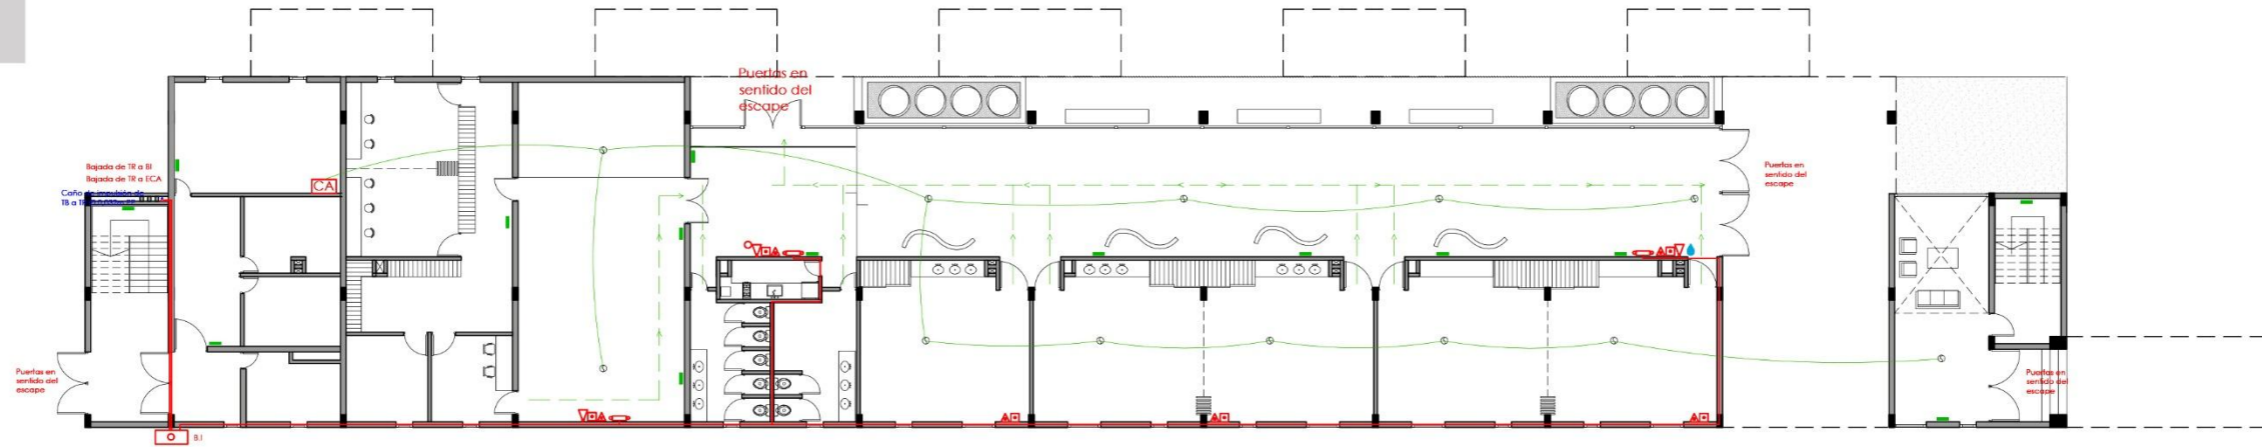 Puertas en
sentido del
escape
Bajada de TR a BI
Bajada de TR a ECA
Caño de impulsión de
TB a TR
CA
Puertas en
sentido del
escape
Puertas en
sentido del
escape
Puertas en
sentido del
escape
B.I